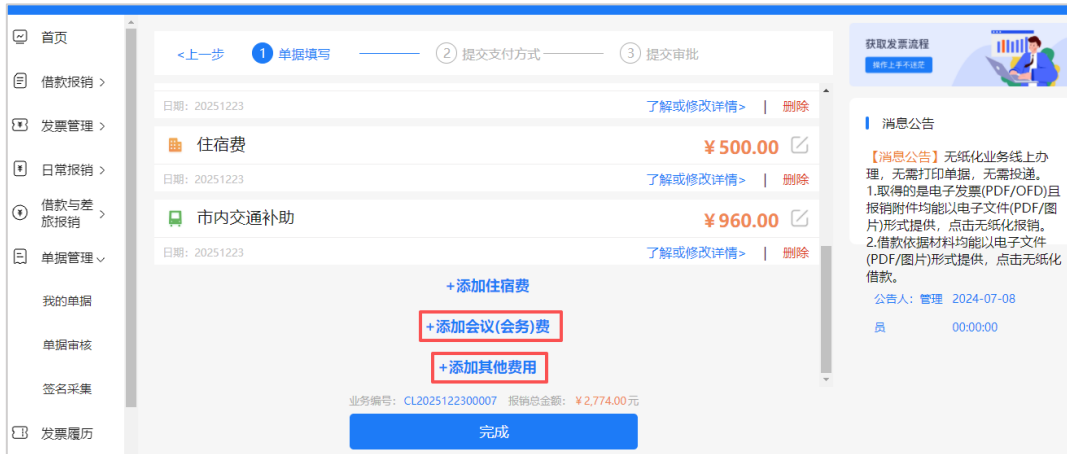 首页
借款报销 >
发票管理 >
日常报销 >
借款与差
旅报销 >
单据管理
我的单据
单据审核
签名采集
发票履历
<上一步
1 单据填写
2 提交支付方式
3 提交审批
日期: 20251223
了解或修改详情> | 删除
住宿费
¥500.00
日期: 20251223
了解或修改详情> | 删除
市内交通补助
¥960.00
日期: 20251223
了解或修改详情> | 删除
+添加住宿费
+添加会议(会务)费
+添加其他费用
业务编号: CL2025122300007 报销总金额: ¥2,774.00元
完成
获取发票流程
操作上手不迷茫
消息公告
【消息公告】无纸化业务线上办
理，无需打印单据，无需投递。
1.取得的是电子发票(PDF/OFD)且
报销附件均能以电子文件(PDF/图
片)形式提供，点击无纸化报销。
2.借款依据材料均能以电子文件
(PDF/图片)形式提供，点击无纸化
借款。
公告人: 管理 2024-07-08
员 00:00:00